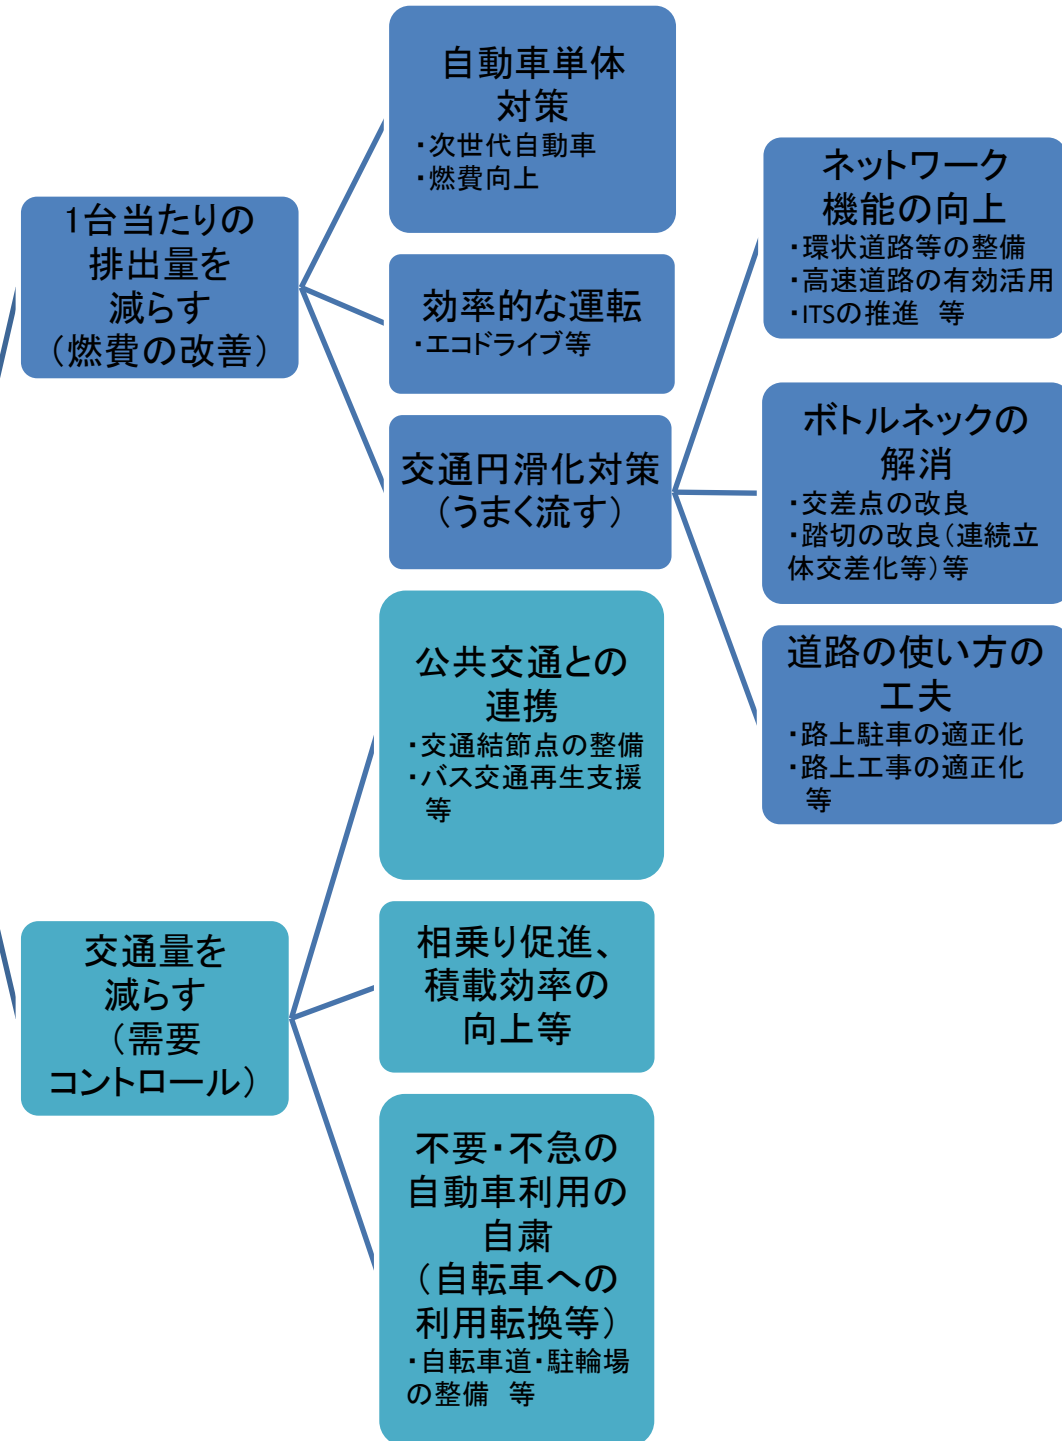 1台当たりの
排出量を
減らす
（燃費の改善）
自動車単体
対策
・次世代自動車
・燃費向上
効率的な運転
・エコドライブ等
交通円滑化対策
（うまく流す）
ネットワーク
機能の向上
・環状道路等の整備
・高速道路の有効活用
・ITSの推進　等
ボトルネックの
解消
・交差点の改良
・踏切の改良（連続立
体交差化等）等
道路の使い方の
工夫
・路上駐車の適正化
・路上工事の適正化
等
交通量を
減らす
（需要
コントロール）
公共交通との
連携
・交通結節点の整備
・バス交通再生支援
等
相乗り促進、
積載効率の
向上等
不要・不急の
自動車利用の
自粛
（自転車への
利用転換等）
・自転車道・駐輪場
の整備　等